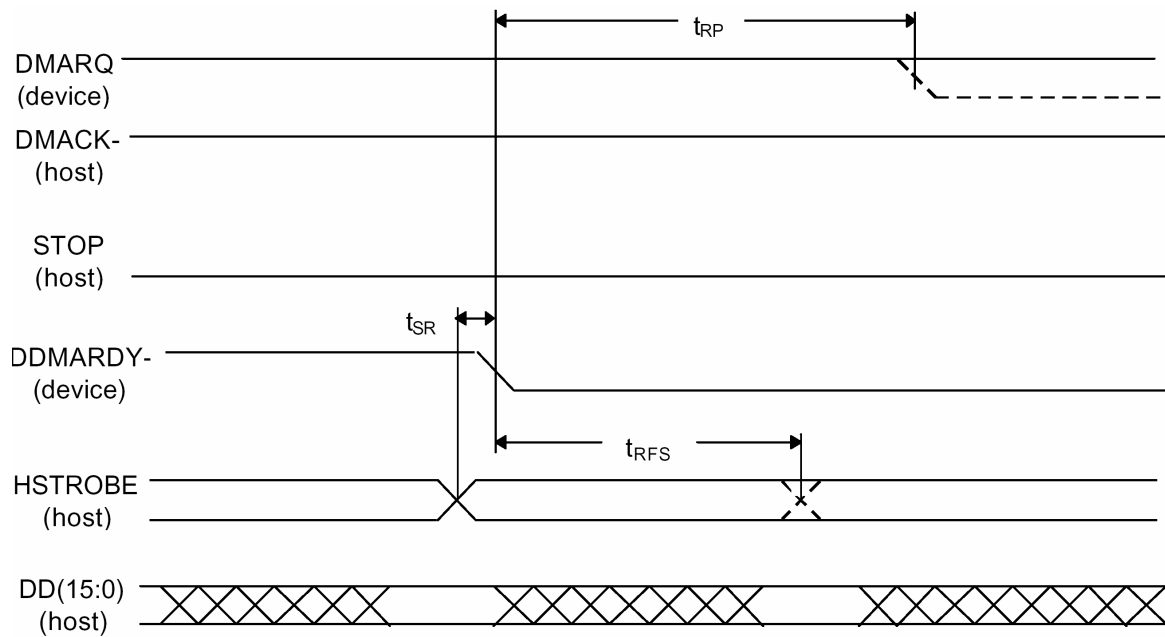 tRP
DMARQ
(device)
DMACK-
(host)
STOP
(host)
tSR
DDMARDY-
(device)
tRFS
HSTROBE
(host)
DD(15:0)
(host)